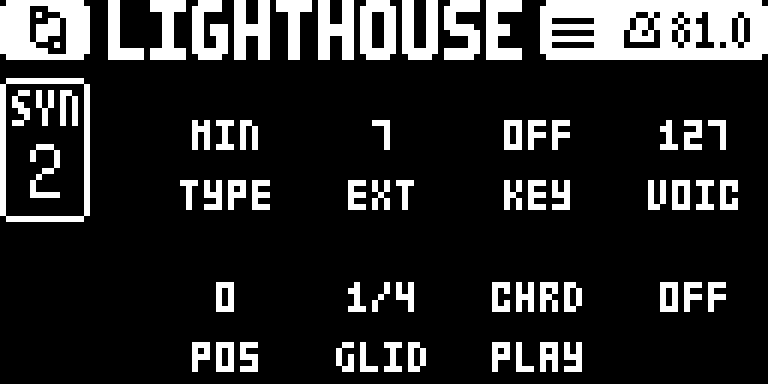 LIGHTHOUSE 81.0
SYN
2
MIN 7 OFF 127
TYPE EXT KEY VOIC
0 1/4 CHRD OFF
POS GLID PLAY